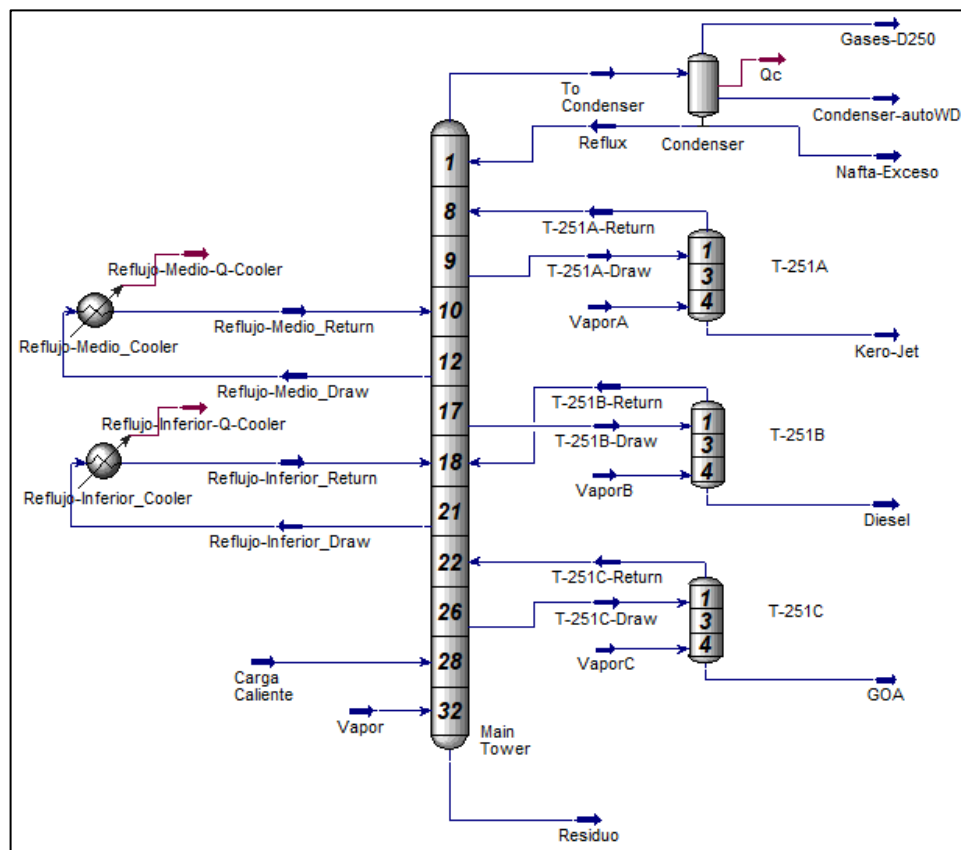 Gases-D250
Qc
To
Condenser
Condenser-autoWD
Reflux
Condenser
Nafta-Exceso
1
8
9
10
12
17
18
21
22
26
28
32
Main
Tower
T-251A-Return
T-251A-Draw
1
3
4
T-251A
VaporA
Kero-Jet
Reflujo-Medio-Q-Cooler
Reflujo-Medio_Return
Reflujo-Medio_Cooler
Reflujo-Medio_Draw
T-251B-Return
T-251B-Draw
1
3
4
T-251B
VaporB
Diesel
Reflujo-Inferior-Q-Cooler
Reflujo-Inferior_Return
Reflujo-Inferior_Cooler
Reflujo-Inferior_Draw
T-251C-Return
T-251C-Draw
1
3
4
T-251C
VaporC
GOA
Carga
Caliente
Vapor
Residuo